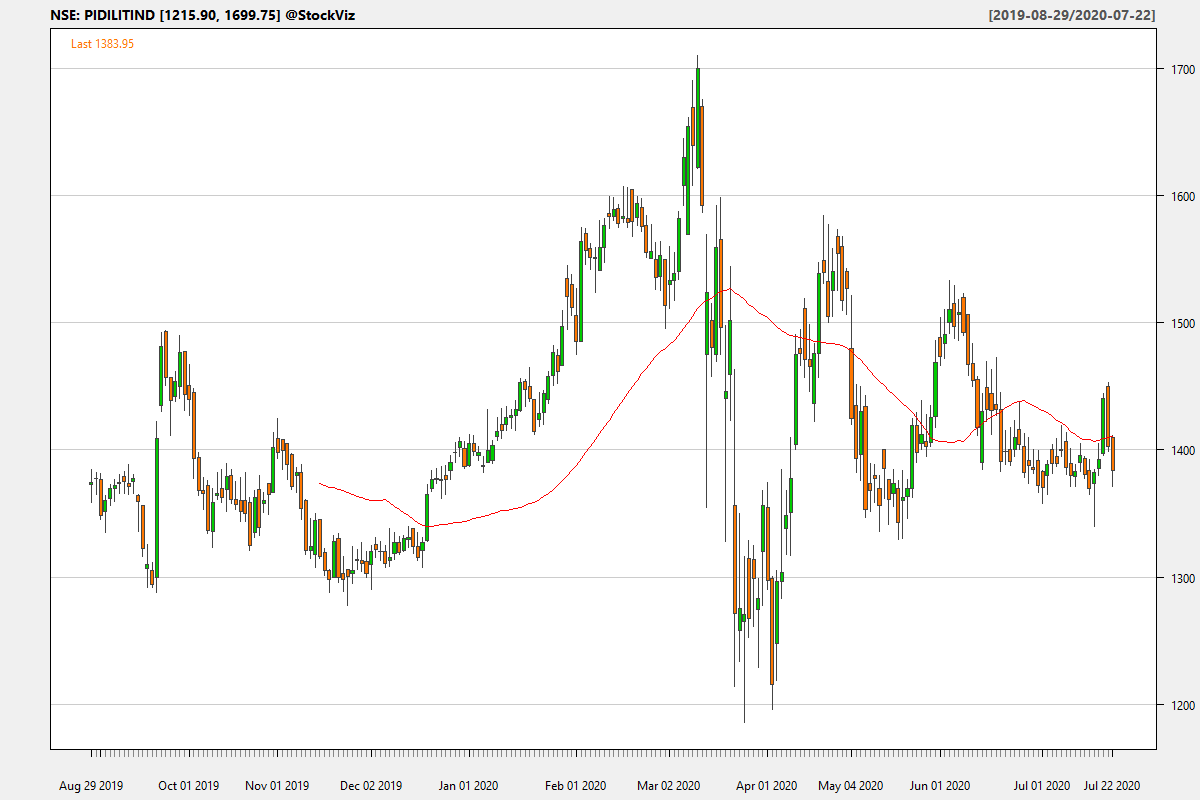 NSE: PIDILITIND [1215.90, 1699.75] @StockViz [2019-08-29/2020-07-22]
Last 1383.95
1700
1600
1500
1400
1300
1200
Aug 29 2019 Oct 01 2019 Nov 01 2019 Dec 02 2019 Jan 01 2020 Feb 01 2020 Mar 02 2020 Apr 01 2020 May 04 2020 Jun 01 2020 Jul 01 2020 Jul 22 2020